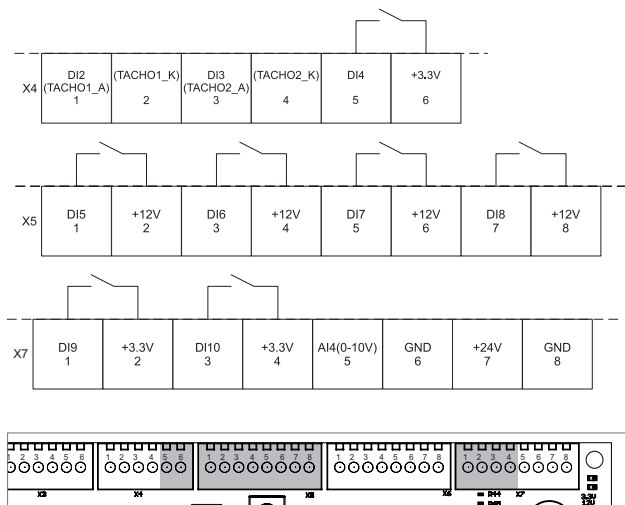 X4
DI2 (TACHO1_K) DI3 (TACHO2_K) DI4 +3.3V
(TACHO1_A) (TACHO2_A)
1 2 3 4 5 6
X5
DI5 +12V DI6 +12V DI7 +12V DI8 +12V
1 2 3 4 5 6 7 8
X7
DI9 +3.3V DI10 +3.3V AI4(0-10V) GND +24V GND
1 2 3 4 5 6 7 8
1 2 3 4 5 6 1 2 3 4 5 6 1 2 3 4 5 6 7 8 1 2 3 4 5 6 7 8 1 2 3 4 5 6 7 8
X3 X4 X5 X6 R44 X7
R45
3.3V
12V